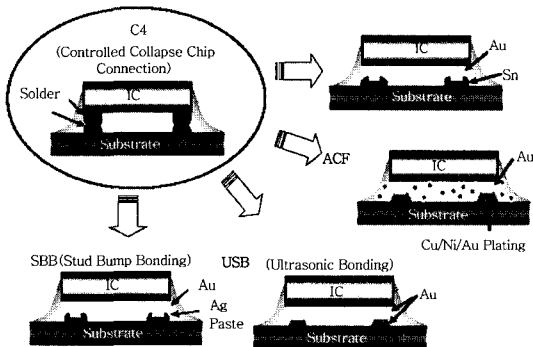 C4
(Controlled Collapse Chip
Connection)
Solder
IC
Substrate
IC
Au
Sn
Substrate
ACF
IC
Au
Substrate
Cu/Ni/Au Plating
SBB(Stud Bump Bonding)
IC
Au
Ag
Paste
Substrate
USB (Ultrasonic Bonding)
IC
Au
Substrate